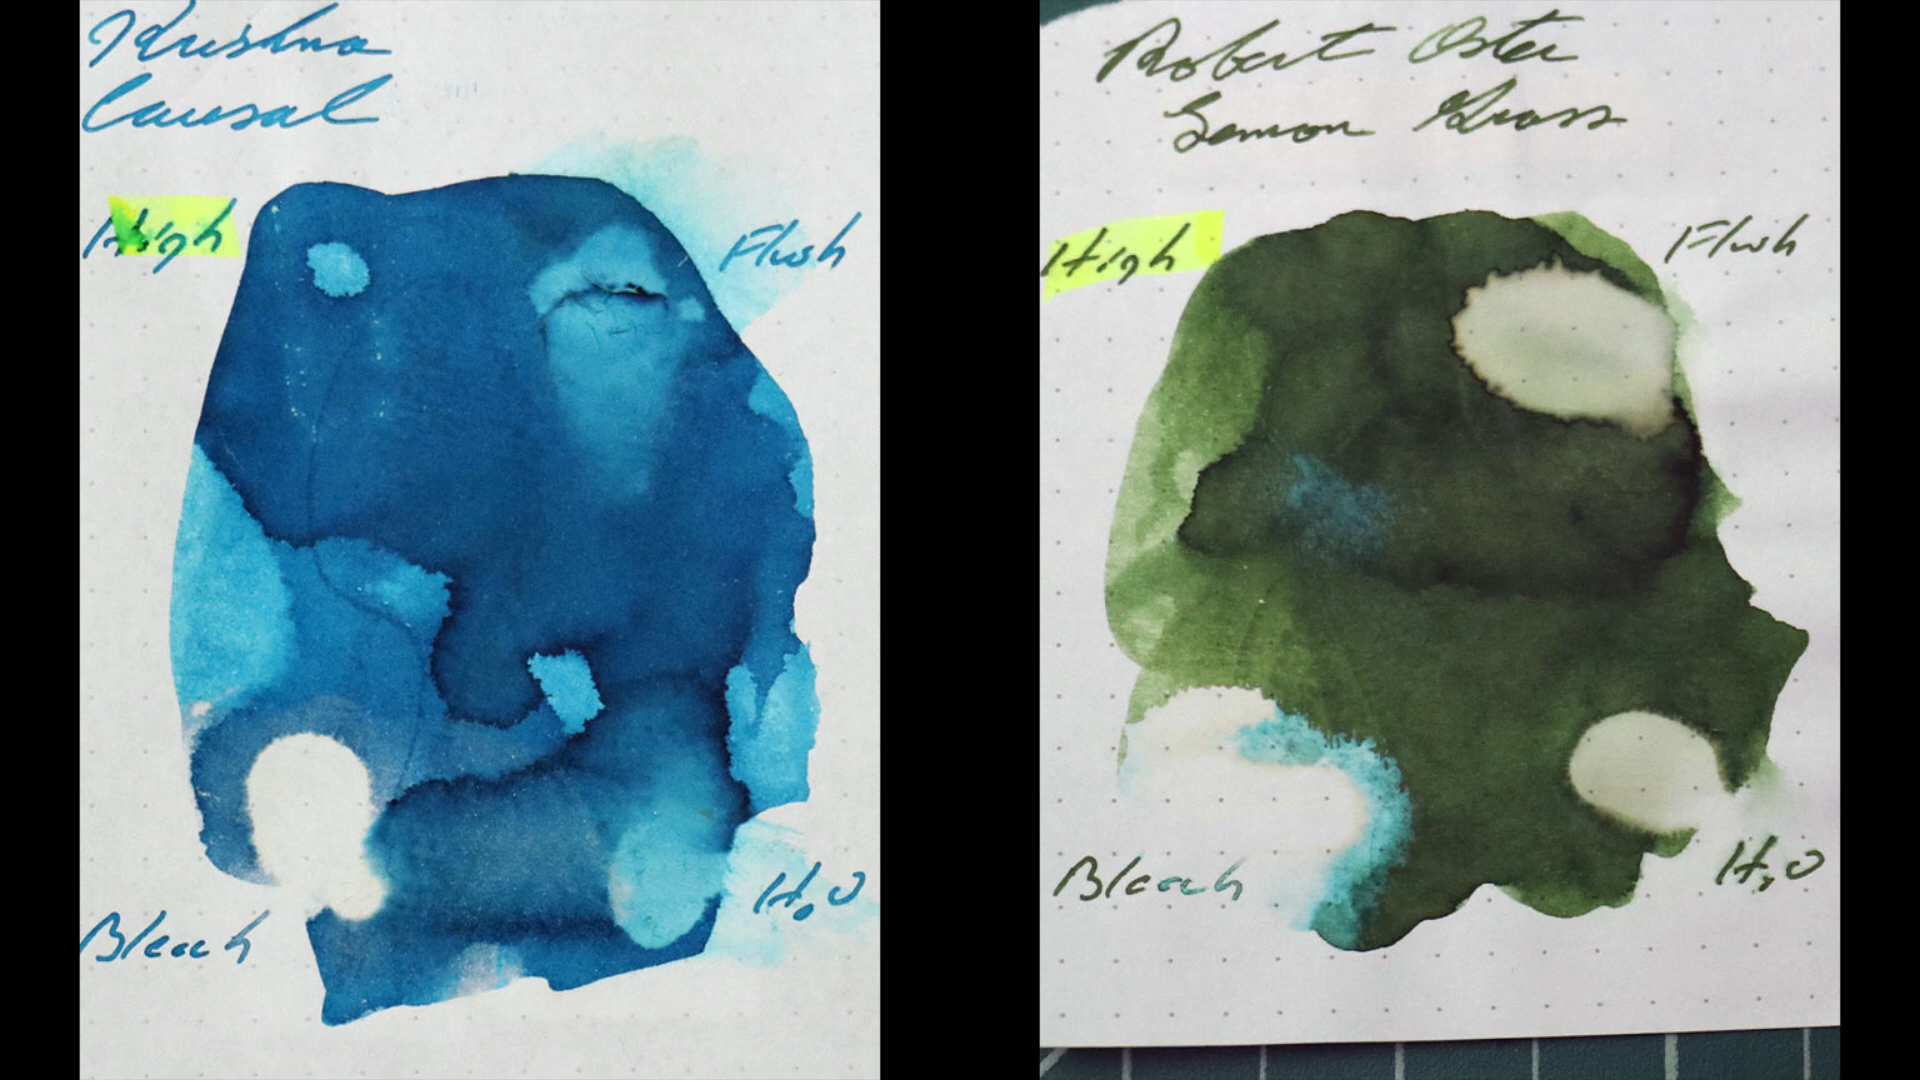 Krishna
Causal
High
Flush
Bleach
H2O
Robert Oster
Lemon Grass
High
Flush
Bleach
H2O